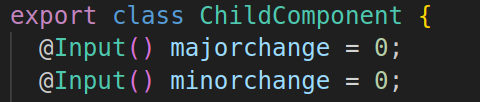 export class ChildComponent {
@Input() majorchange = 0;
@Input() minorchange = 0;